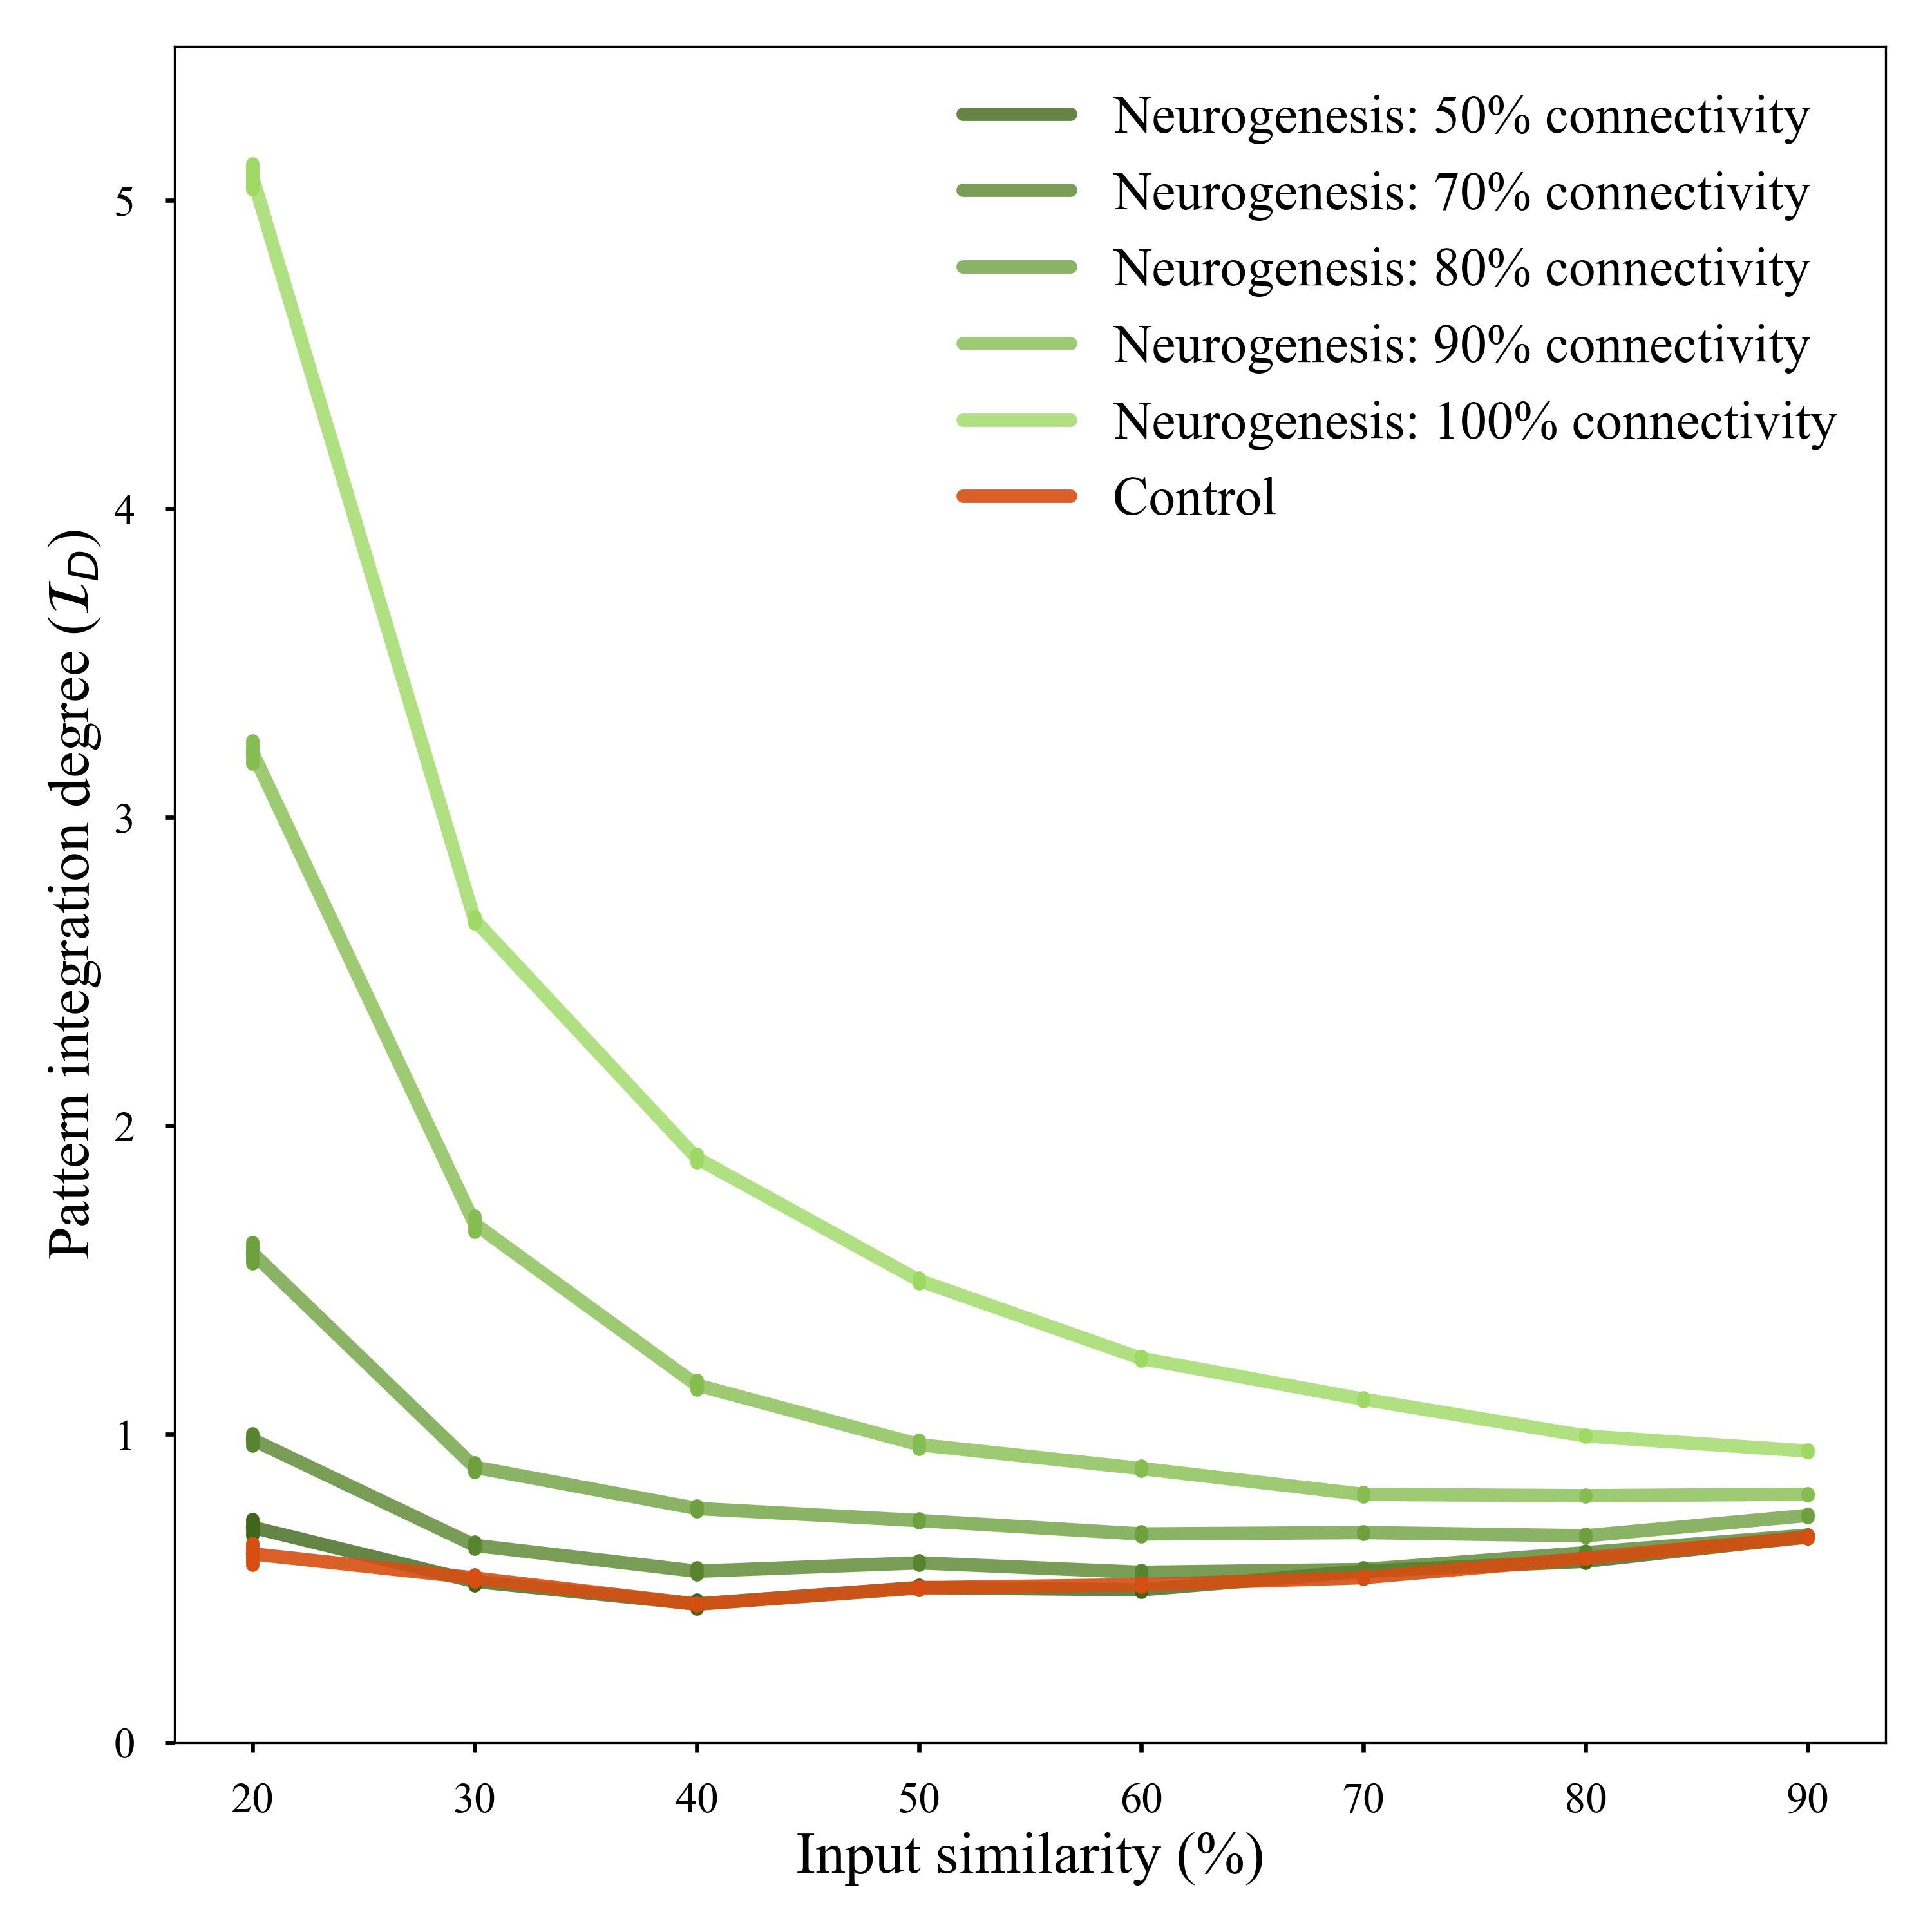 Neurogenesis: 50% connectivity
Neurogenesis: 70% connectivity
Neurogenesis: 80% connectivity
Neurogenesis: 90% connectivity
Neurogenesis: 100% connectivity
Control
Pattern integration degree (𝓘_D)
5
4
3
2
1
0
20 30 40 50 60 70 80 90
Input similarity (%)